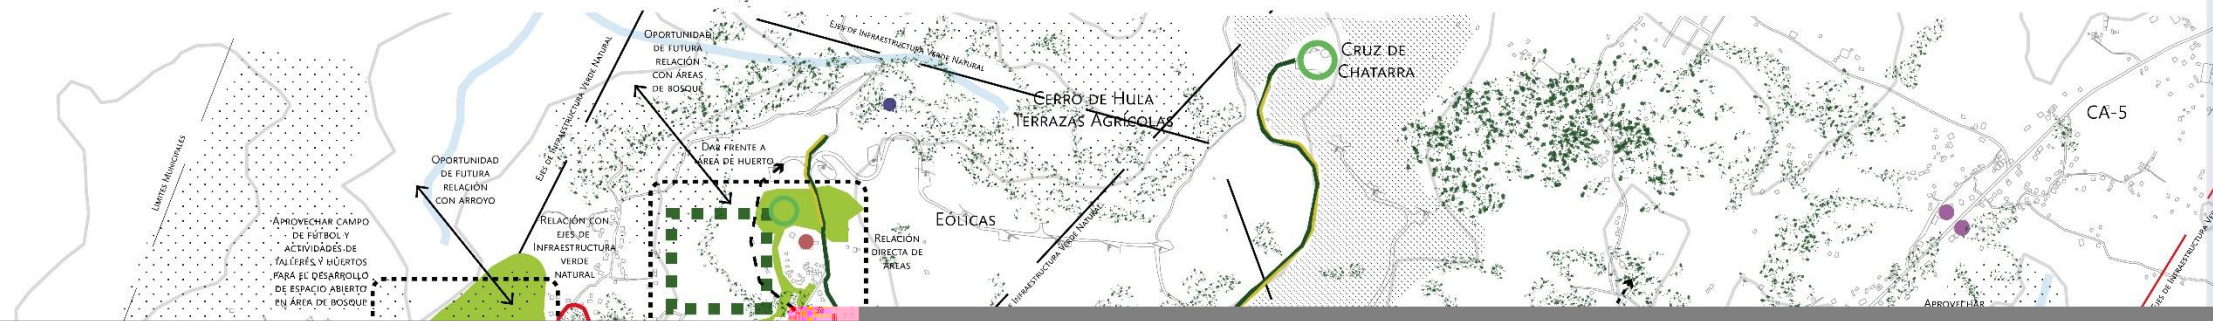 LIMITES MUNICIPALES
APROVECHAR CAMPO
DE FÚTBOL Y
ACTIVIDADES DE
TALLERES Y HUERTOS
PARA EL DESARROLLO
DE ESPACIO ABIERTO
EN ÁREA DE BOSQUE
OPORTUNIDAD
DE FUTURA
RELACIÓN
CON ARROYO
EJES DE INFRAESTRUCTURA VERDE NATURAL
RELACIÓN CON
EJES DE
INFRAESTRUCTURA
VERDE
NATURAL
OPORTUNIDAD
DE FUTURA
RELACIÓN
CON ÁREAS
DE BOSQUE
DAR FRENTE A
ÁREA DE HUERTO
EJES DE INFRAESTRUCTURA VERDE NATURAL
RELACIÓN
DIRECTA DE
ÁREAS
EÓLICAS
CERRO DE HULA
TERRAZAS AGRÍCOLAS
INFRAESTRUCTURA VERDE NATURAL
CRUZ DE
CHATARRA
CA-5
APROVECHAR
EJES DE INFRAESTRUCTURA